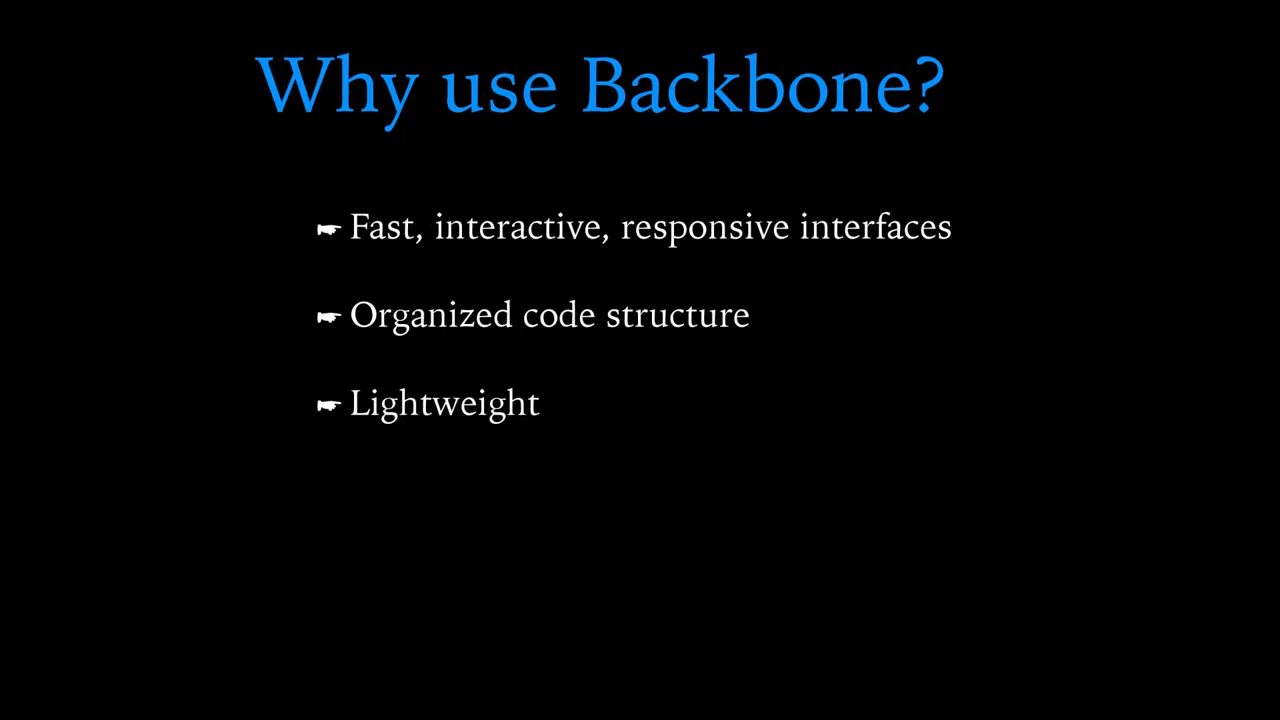 Why use Backbone?
☛ Fast, interactive, responsive interfaces
☛ Organized code structure
☛ Lightweight